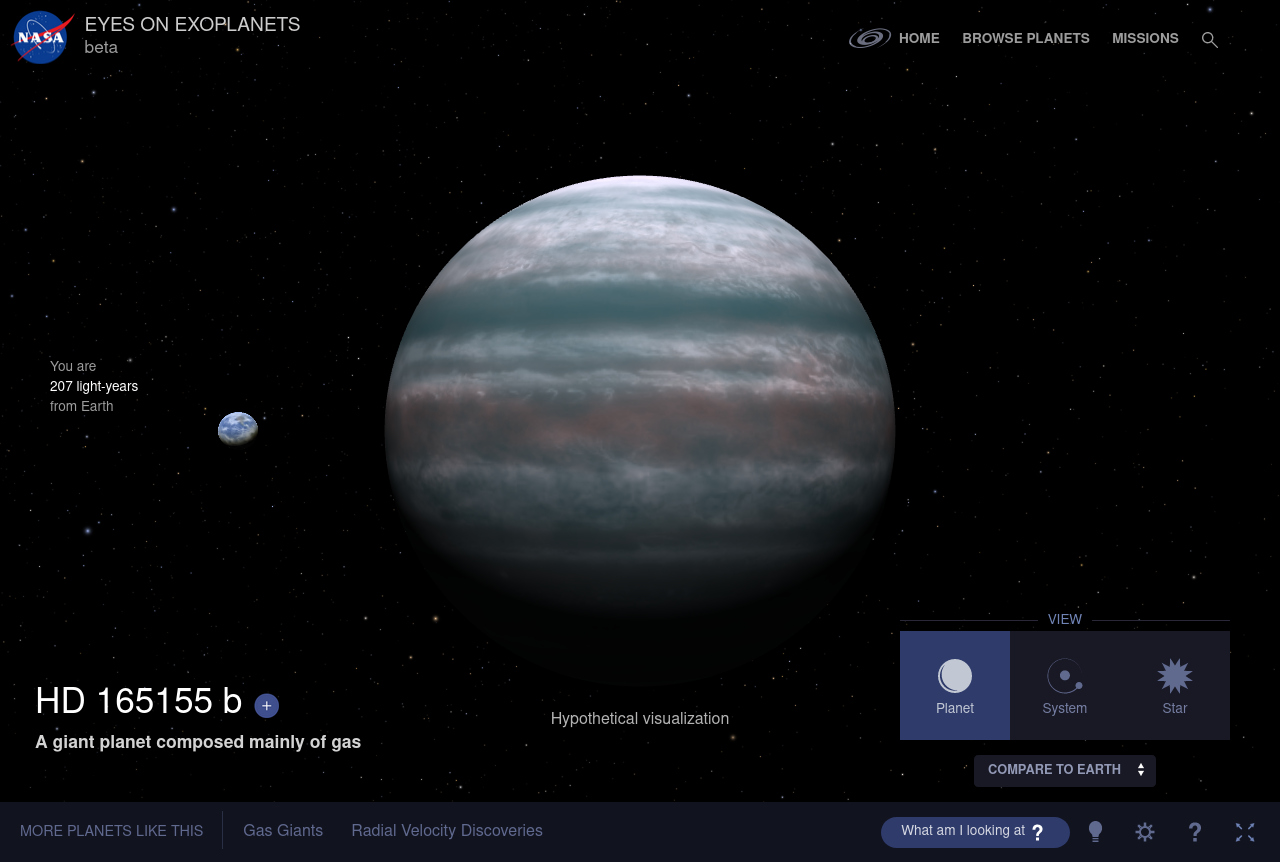 NASA
EYES ON EXOPLANETS
beta
HOME
BROWSE PLANETS
MISSIONS
You are
207 light-years
from Earth
HD 165155 b +
A giant planet composed mainly of gas
Hypothetical visualization
VIEW
Planet
System
Star
COMPARE TO EARTH
MORE PLANETS LIKE THIS
Gas Giants
Radial Velocity Discoveries
What am I looking at ?
?